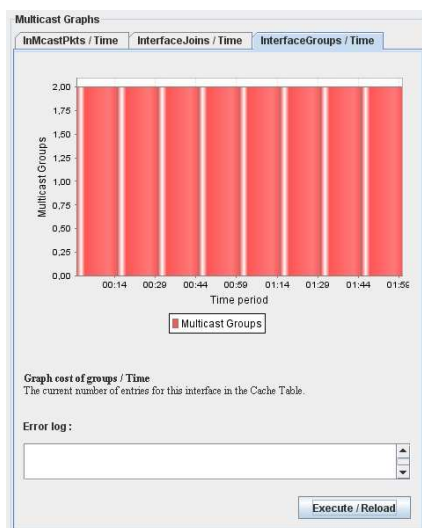 Multicast Graphs
InMcastPkts / Time InterfaceJoins / Time InterfaceGroups / Time
Multicast Groups
2,00
1,75
1,50
1,25
1,00
0,75
0,50
0,25
0,00
00:14 00:29 00:44 00:59 01:14 01:29 01:44 01:59
Time period
Multicast Groups
Graph cost of groups / Time
The current number of entries for this interface in the Cache Table.
Error log :
Execute / Reload